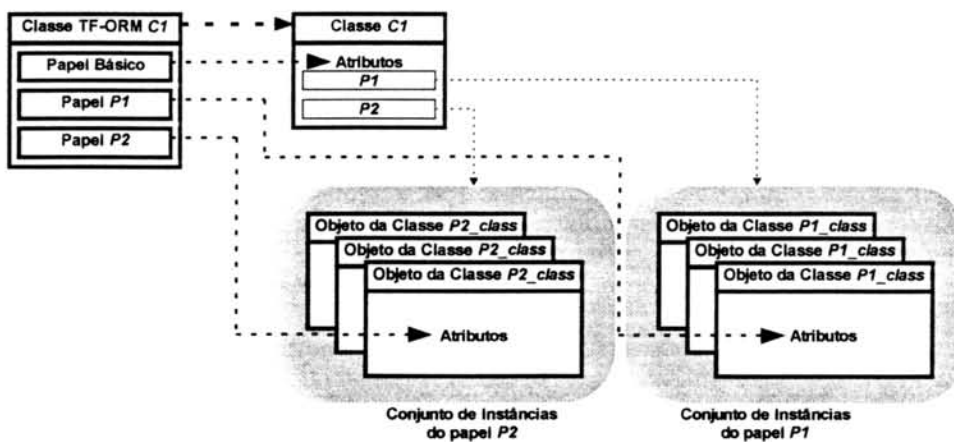 Classe TF-ORM C1
Papel Básico
Papel P1
Papel P2
Classe C1
Atributos
P1
P2
Objeto da Classe P2_class
Objeto da Classe P2_class
Objeto da Classe P2_class
Atributos
Objeto da Classe P1_class
Objeto da Classe P1_class
Objeto da Classe P1_class
Atributos
Conjunto de Instâncias
do papel P2
Conjunto de Instâncias
do papel P1